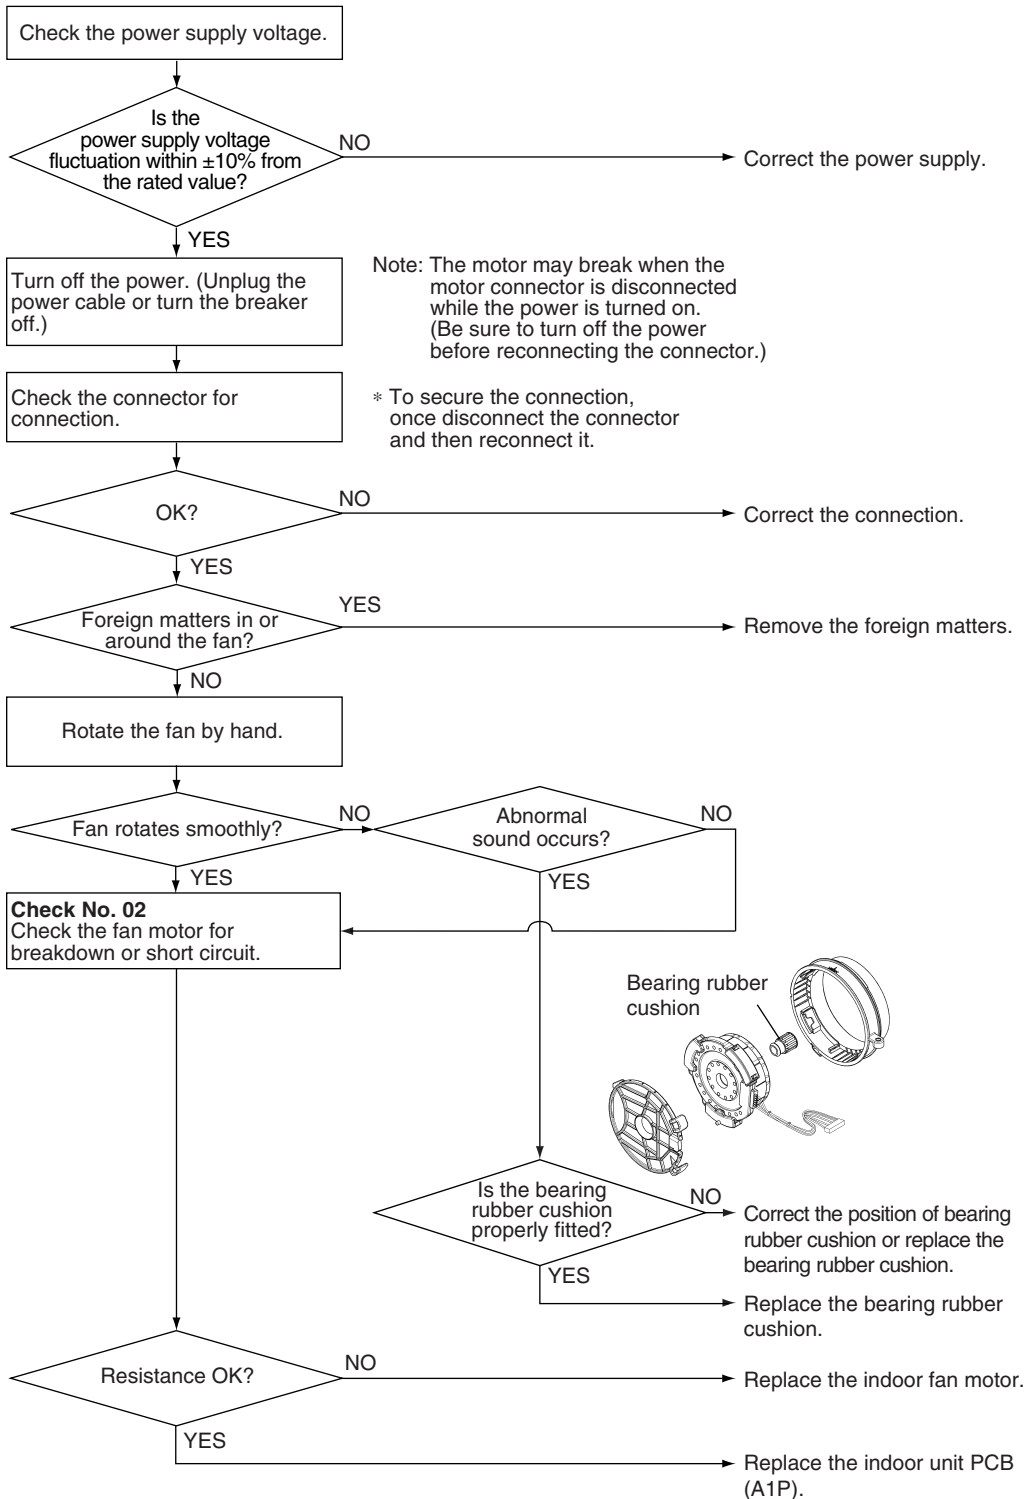 Check the power supply voltage.
Is the
power supply voltage
fluctuation within ±10% from
the rated value?
NO
Correct the power supply.
YES
Turn off the power. (Unplug the
power cable or turn the breaker
off.)
Note: The motor may break when the
motor connector is disconnected
while the power is turned on.
(Be sure to turn off the power
before reconnecting the connector.)
Check the connector for
connection.
* To secure the connection,
once disconnect the connector
and then reconnect it.
OK?
NO
Correct the connection.
YES
Foreign matters in or
around the fan?
YES
Remove the foreign matters.
NO
Rotate the fan by hand.
Fan rotates smoothly?
NO
Abnormal
sound occurs?
NO
YES
YES
Check No. 02
Check the fan motor for
breakdown or short circuit.
Bearing rubber
cushion
Is the bearing
rubber cushion
properly fitted?
NO
Correct the position of bearing
rubber cushion or replace the
bearing rubber cushion.
YES
Replace the bearing rubber
cushion.
Resistance OK?
NO
Replace the indoor fan motor.
YES
Replace the indoor unit PCB
(A1P).